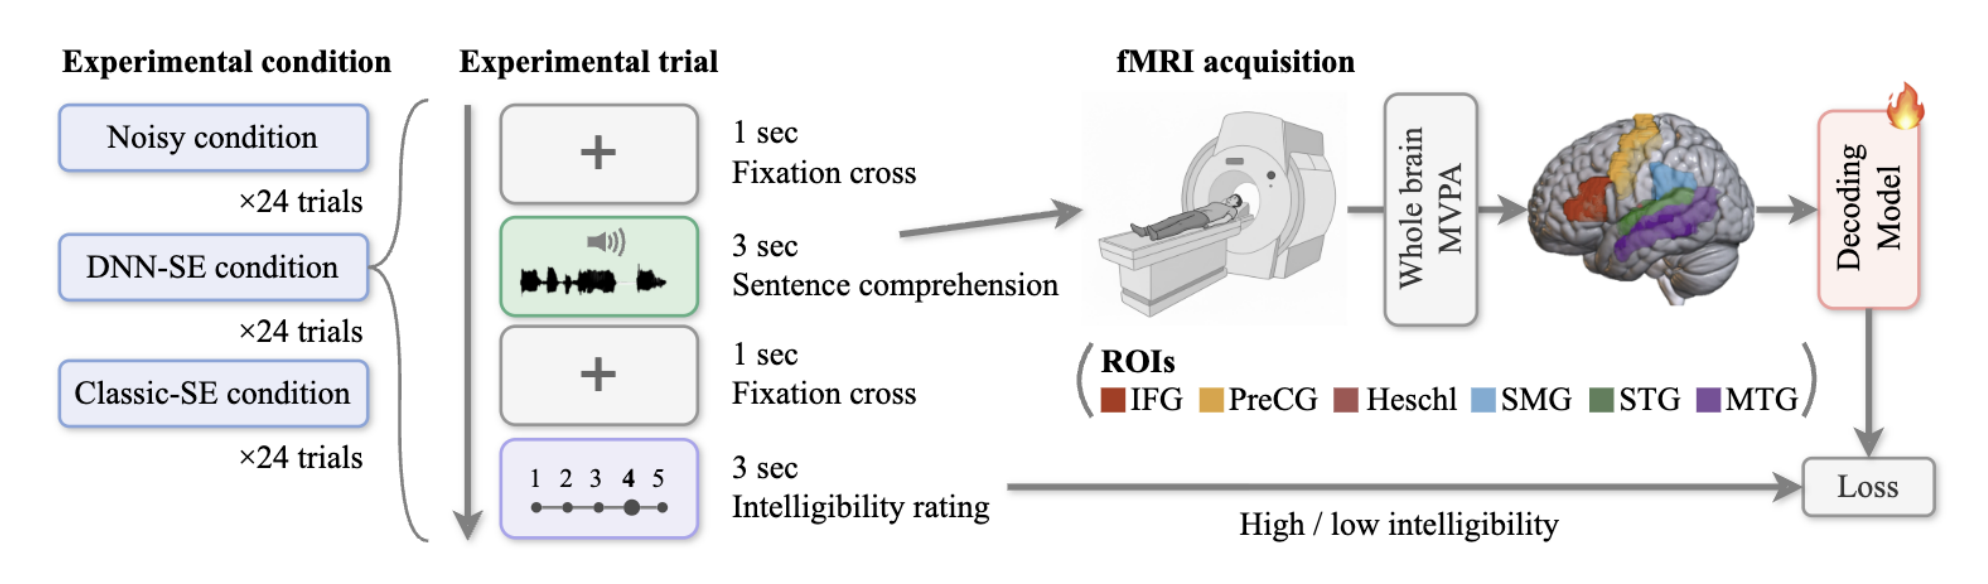 Experimental condition
Noisy condition
×24 trials
DNN-SE condition
×24 trials
Classic-SE condition
×24 trials
Experimental trial
1 sec
Fixation cross
3 sec
Sentence comprehension
1 sec
Fixation cross
1 2 3 4 5
3 sec
Intelligibility rating
fMRI acquisition
Whole brain
MVPA
Decoding
Model
ROIs
IFG PreCG Heschl SMG STG MTG
High / low intelligibility
Loss